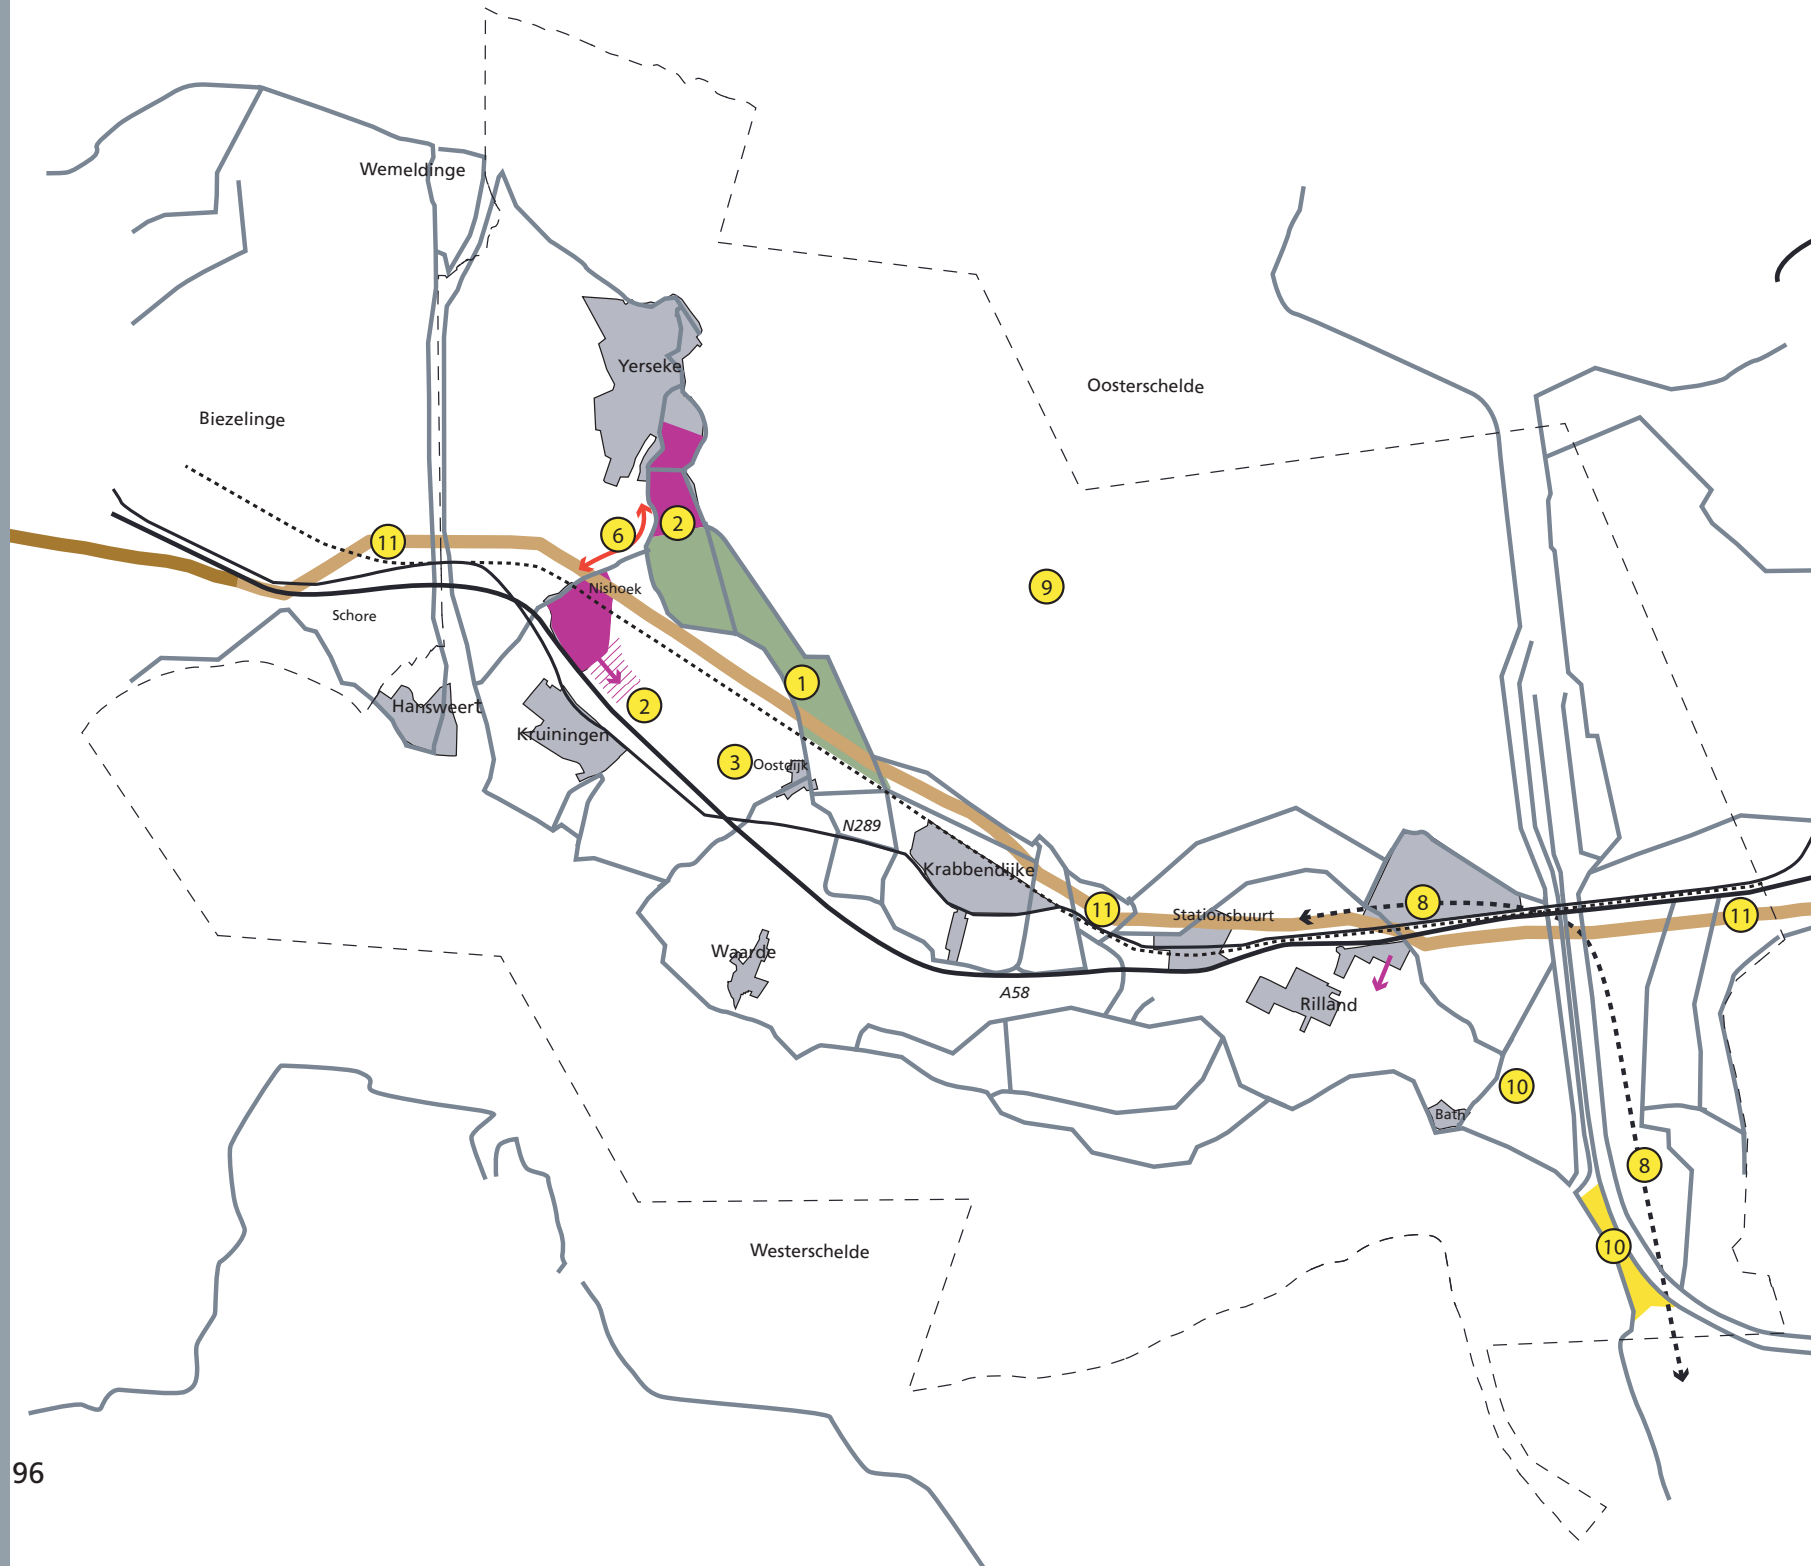 Wemeldinge
Yerseke
Oosterschelde
Biezelinge
2
6
11
9
Nishoek
Schore
1
2
Hansweert
Kruiningen
3
Oostdijk
N289
Krabbendijke
8
11
Stationsbuurt
11
Waarde
A58
Rilland
10
Bath
8
10
Westerschelde
96